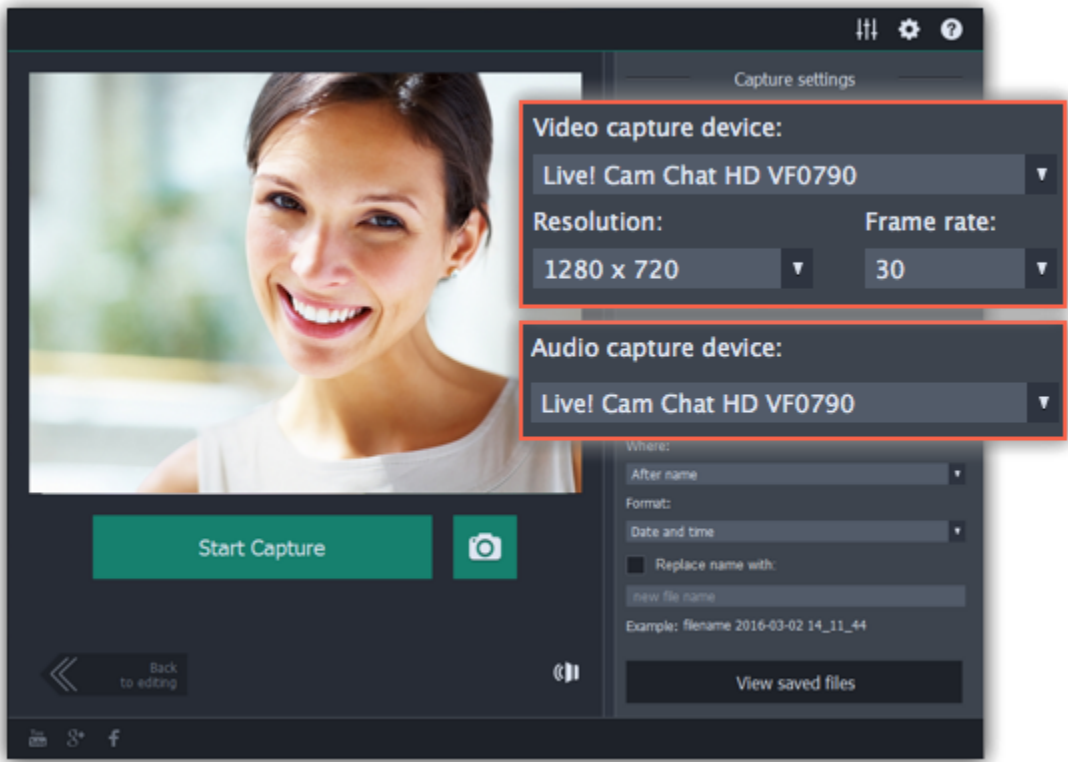 Capture settings
Video capture device:
Live! Cam Chat HD VF0790
Resolution:
Frame rate:
1280 x 720
30
Audio capture device:
Live! Cam Chat HD VF0790
Where:
After name
Format:
Date and time
Replace name with:
new file name
Example: filename 2016-03-02 14_11_44
Start Capture
Back
to editing
View saved files
g+
f